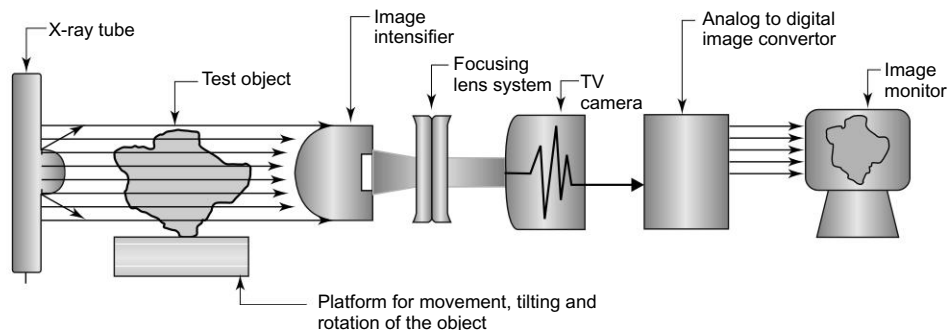 X-ray tube
Test object
Image
intensifier
Focusing
lens system
TV
camera
Analog to digital
image convertor
Image
monitor
Platform for movement, tilting and
rotation of the object